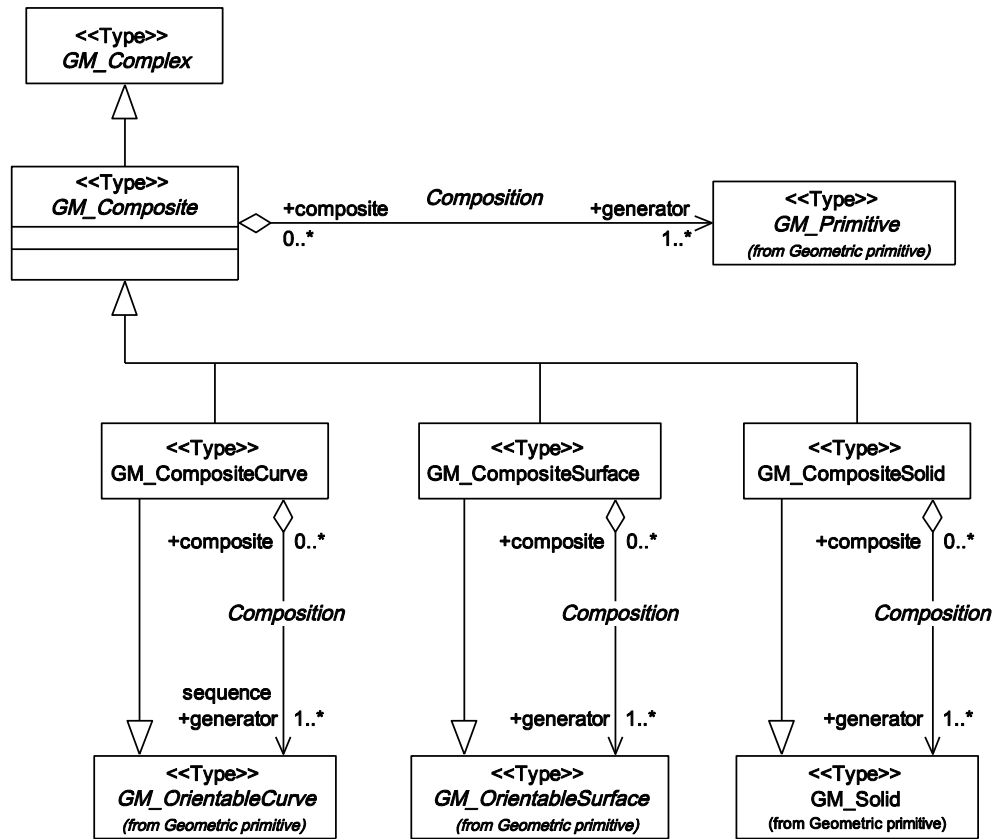 <<Type>>
GM_Complex
<<Type>>
GM_Composite
+composite
0..*
Composition
+generator
1..*
<<Type>>
GM_Primitive
(from Geometric primitive)
<<Type>>
GM_CompositeCurve
<<Type>>
GM_CompositeSurface
<<Type>>
GM_CompositeSolid
+composite 0..*
+composite 0..*
+composite 0..*
Composition
Composition
Composition
sequence
+generator 1..*
+generator 1..*
+generator 1..*
<<Type>>
GM_OrientableCurve
(from Geometric primitive)
<<Type>>
GM_OrientableSurface
(from Geometric primitive)
<<Type>>
GM_Solid
(from Geometric primitive)